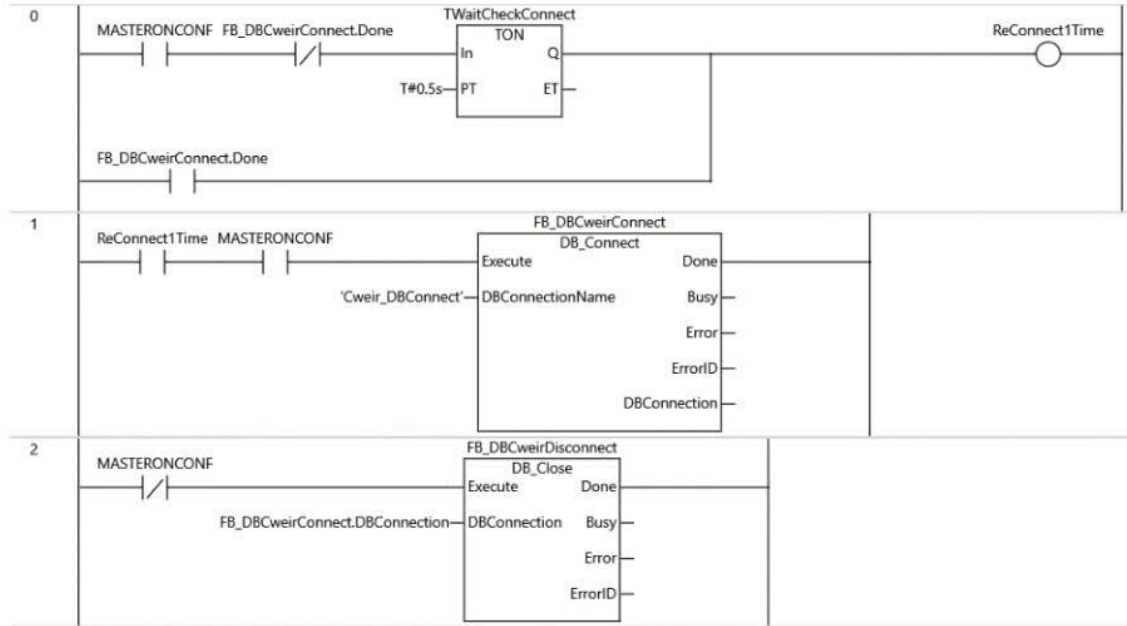 0
TWaitCheckConnect
MASTERONCONF FB_DBCweirConnect.Done TON ReConnect1Time
In Q
T#0.5s PT ET
FB_DBCweirConnect.Done
1
FB_DBCweirConnect
ReConnect1Time MASTERONCONF DB_Connect
Execute Done
'Cweir_DBConnect' DBConnectionName Busy
Error
ErrorID
DBConnection
2
FB_DBCweirDisconnect
MASTERONCONF DB_Close
Execute Done
FB_DBCweirConnect.DBConnection DBConnection Busy
Error
ErrorID